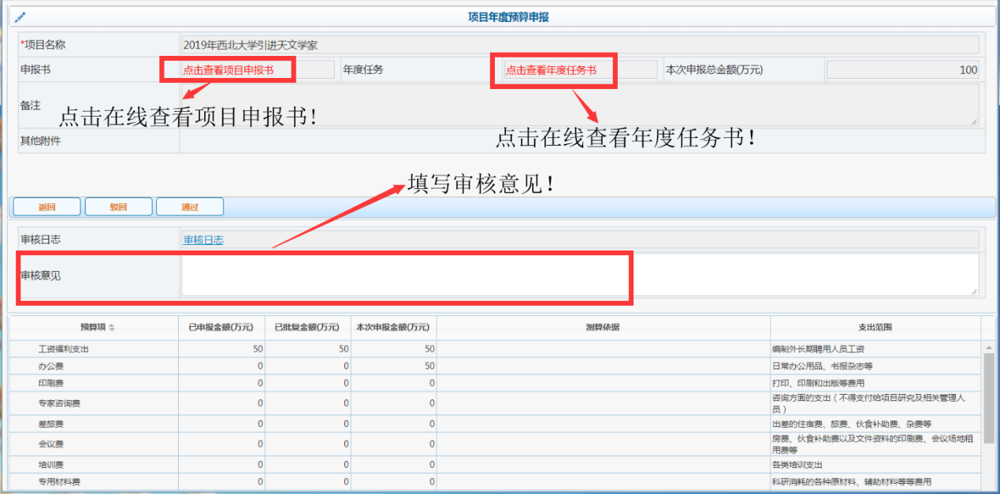 项目年度预算申报
*项目名称 2019年西北大学引进天文学家
申报书 点击查看项目申报书 年度任务 点击查看年度任务书 本次申报总金额(万元) 100
备注
点击在线查看项目申报书！
点击在线查看年度任务书！
其他附件
填写审核意见！
返回 驳回 通过
审核日志 审核日志
审核意见
预算项 已申报金额(万元) 已批复金额(万元) 本次申报金额(万元) 测算依据 支出范围
工资福利支出 50 50 50 编制外长期聘用人员工资
办公费 0 0 50 日常办公用品、书报杂志等
印刷费 0 0 0 打印、印刷和出版等费用
专家咨询费 0 0 0 咨询方面的支出（不得支付给项目研究及相关管理人
员）
差旅费 0 0 0 出差的住宿费、旅费、伙食补助费、杂费等
会议费 0 0 0 房费、伙食补助费以及文件资料的印刷费、会议场地租
用费等
培训费 0 0 0 各类培训支出
专用材料费 0 0 0 科研消耗的各种原材料、辅助材料等等费用